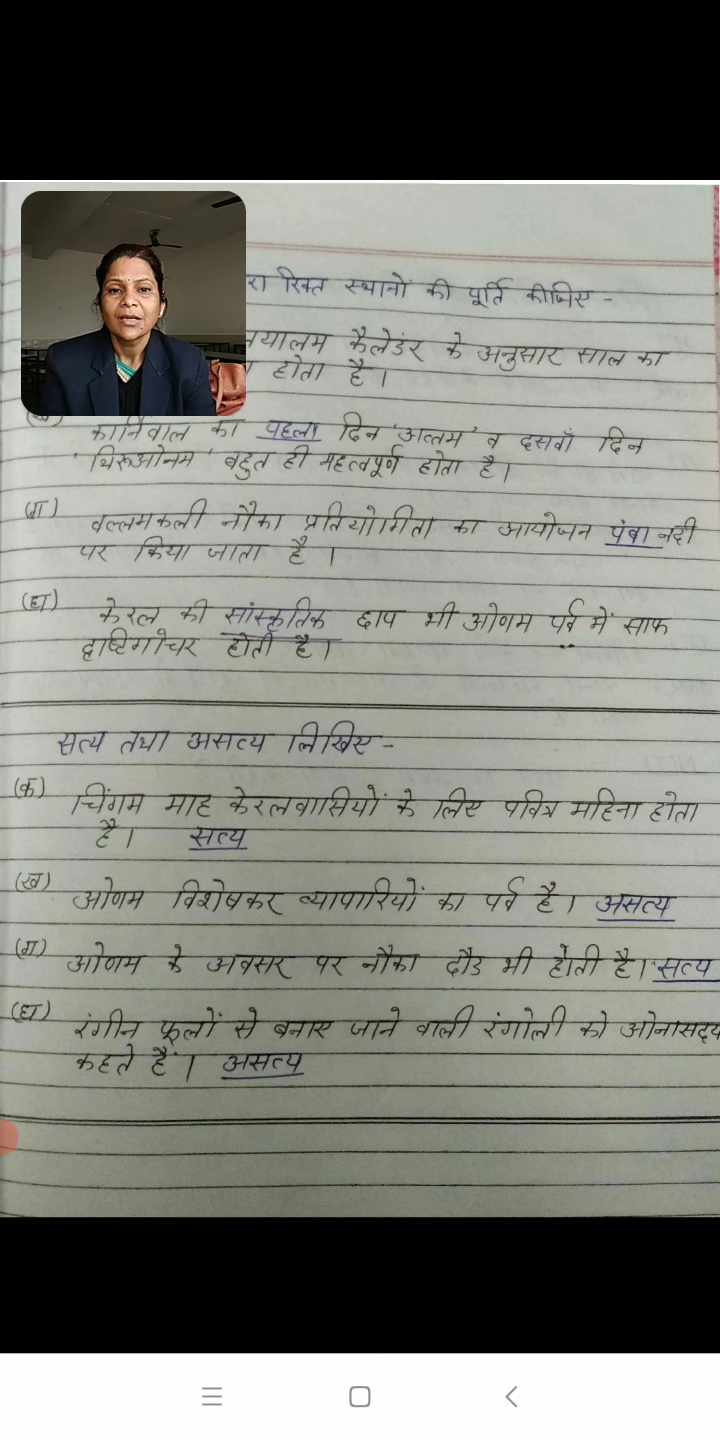 रा रिक्त स्थानों की पूर्ति कीजिए -
कैलेंडर के अनुसार साल का
होता है।
कार्निवाल का पहला दिन 'अत्तम' व दसवाँ दिन
'थिरूओनम' बहुत ही महत्वपूर्ण होता है।
(ग) वल्लमकली नौका प्रतियोगिता का आयोजन पंबा नदी
पर किया जाता है।
(घ) केरल की सांस्कृतिक छाप भी ओणम पर्व में साफ
दृष्टिगोचर होती है।
सत्य तथा असत्य लिखिए -
(क) चिंगम माह केरलवासियों के लिए पवित्र महिना होता
है। सत्य
(ख) ओणम विशेषकर व्यापारियों का पर्व है। असत्य
(ग) ओणम के अवसर पर नौका दौड भी होती है। सत्य
(घ) रंगीन फूलों से बनाए जाने वाली रंगोली को ओनासदय
कहते हैं। असत्य